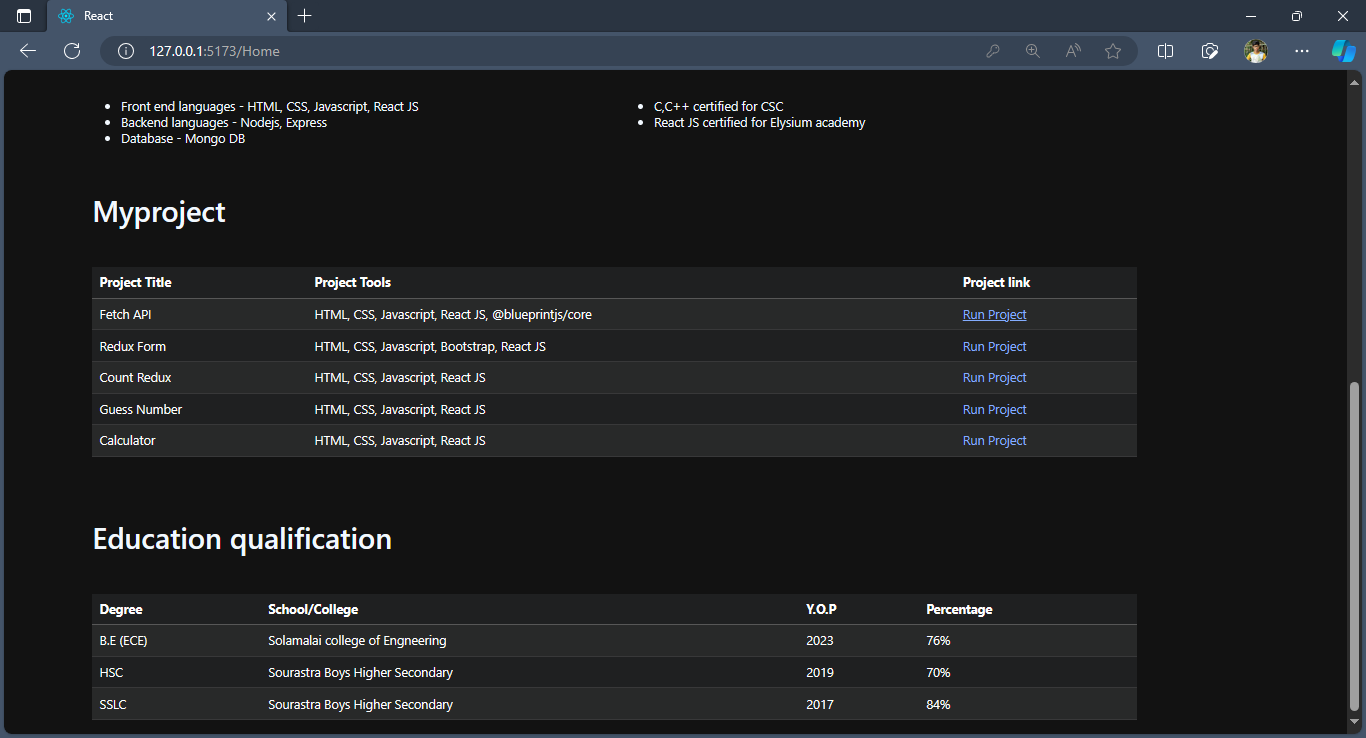 React
127.0.0.1:5173/Home
Front end languages - HTML, CSS, Javascript, React JS
Backend languages - Nodejs, Express
Database - Mongo DB
C,C++ certified for CSC
React JS certified for Elysium academy
Myproject
Project Title Project Tools Project link
Fetch API HTML, CSS, Javascript, React JS, @blueprintjs/core Run Project
Redux Form HTML, CSS, Javascript, Bootstrap, React JS Run Project
Count Redux HTML, CSS, Javascript, React JS Run Project
Guess Number HTML, CSS, Javascript, React JS Run Project
Calculator HTML, CSS, Javascript, React JS Run Project
Education qualification
Degree School/College Y.O.P Percentage
B.E (ECE) Solamalai college of Engneering 2023 76%
HSC Sourastra Boys Higher Secondary 2019 70%
SSLC Sourastra Boys Higher Secondary 2017 84%